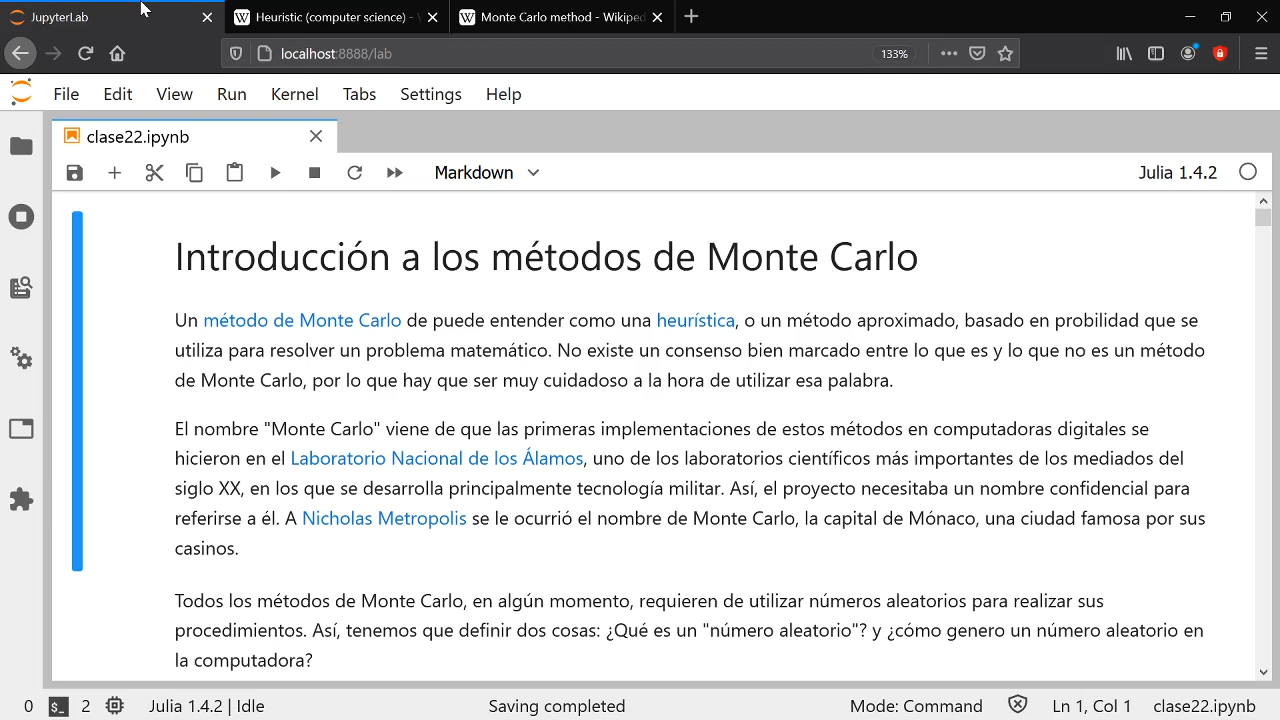 JupyterLab
Heuristic (computer science) -
Monte Carlo method - Wikiped
localhost:8888/lab
133%
File Edit View Run Kernel Tabs Settings Help
clase22.ipynb
Markdown
Julia 1.4.2
Introducción a los métodos de Monte Carlo
Un método de Monte Carlo de puede entender como una heurística, o un método aproximado, basado en probilidad que se
utiliza para resolver un problema matemático. No existe un consenso bien marcado entre lo que es y lo que no es un método
de Monte Carlo, por lo que hay que ser muy cuidadoso a la hora de utilizar esa palabra.
El nombre "Monte Carlo" viene de que las primeras implementaciones de estos métodos en computadoras digitales se
hicieron en el Laboratorio Nacional de los Álamos, uno de los laboratorios científicos más importantes de los mediados del
siglo XX, en los que se desarrolla principalmente tecnología militar. Así, el proyecto necesitaba un nombre confidencial para
referirse a él. A Nicholas Metropolis se le ocurrió el nombre de Monte Carlo, la capital de Mónaco, una ciudad famosa por sus
casinos.
Todos los métodos de Monte Carlo, en algún momento, requieren de utilizar números aleatorios para realizar sus
procedimientos. Así, tenemos que definir dos cosas: ¿Qué es un "número aleatorio"? y ¿cómo genero un número aleatorio en
la computadora?
0 $_ 2 Julia 1.4.2 | Idle Saving completed Mode: Command Ln 1, Col 1 clase22.ipynb